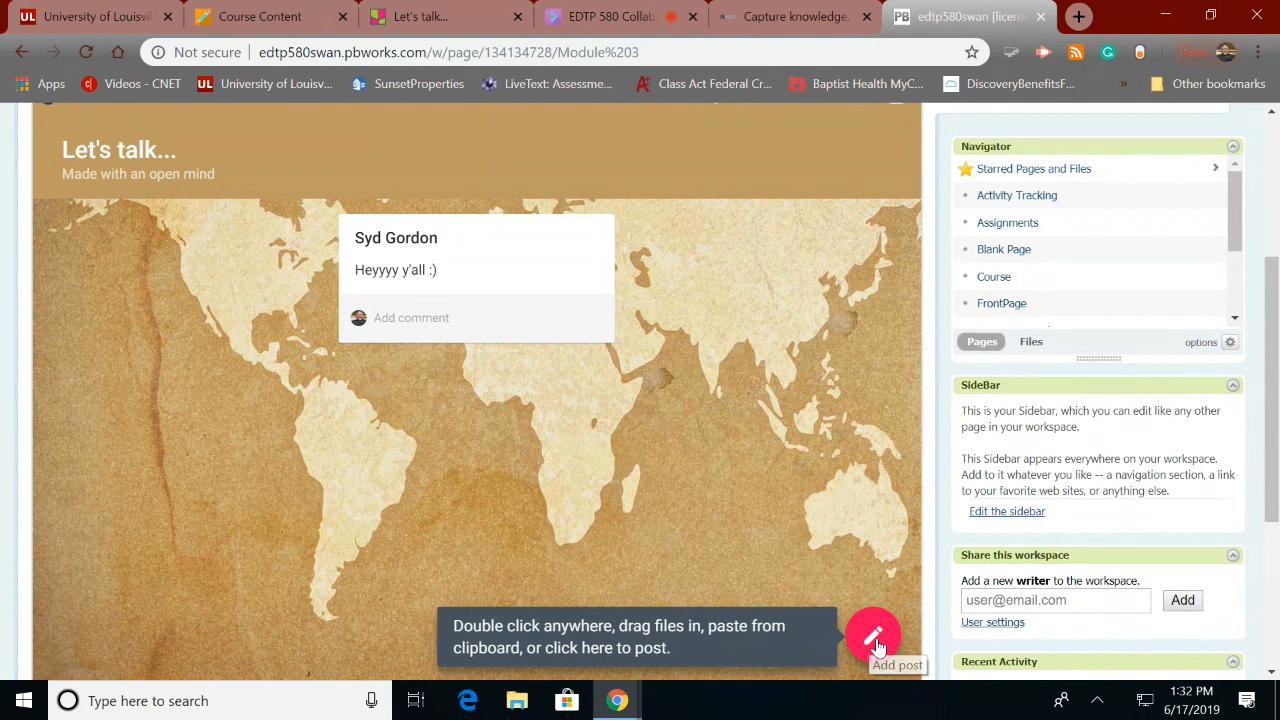 University of Louisvil
Course Content
Let's talk...
EDTP 580 Collab
Capture knowledge.
PB edtp580swan [licens
Not secure
edtp580swan.pbworks.com/w/page/134134728/Module%203
Apps
Videos - CNET
UL University of Louisv...
SunsetProperties
LiveText: Assessme...
Class Act Federal Cr...
Baptist Health MyC...
DiscoveryBenefitsF...
»
Other bookmarks
Let's talk...
Made with an open mind
Syd Gordon
Heyyyy y'all :)
Add comment
Double click anywhere, drag files in, paste from
clipboard, or click here to post.
Add post
Navigator
Starred Pages and Files
Activity Tracking
Assignments
Blank Page
Course
FrontPage
Pages
Files
options
SideBar
This is your Sidebar, which you can edit like any other
page in your workspace.
This Sidebar appears everywhere on your workspace.
Add to it whatever you like -- a navigation section, a link
to your favorite web sites, or anything else.
Edit the sidebar
Share this workspace
Add a new writer to the workspace.
user@email.com
Add
User settings
Recent Activity
Type here to search
1:32 PM
6/17/2019